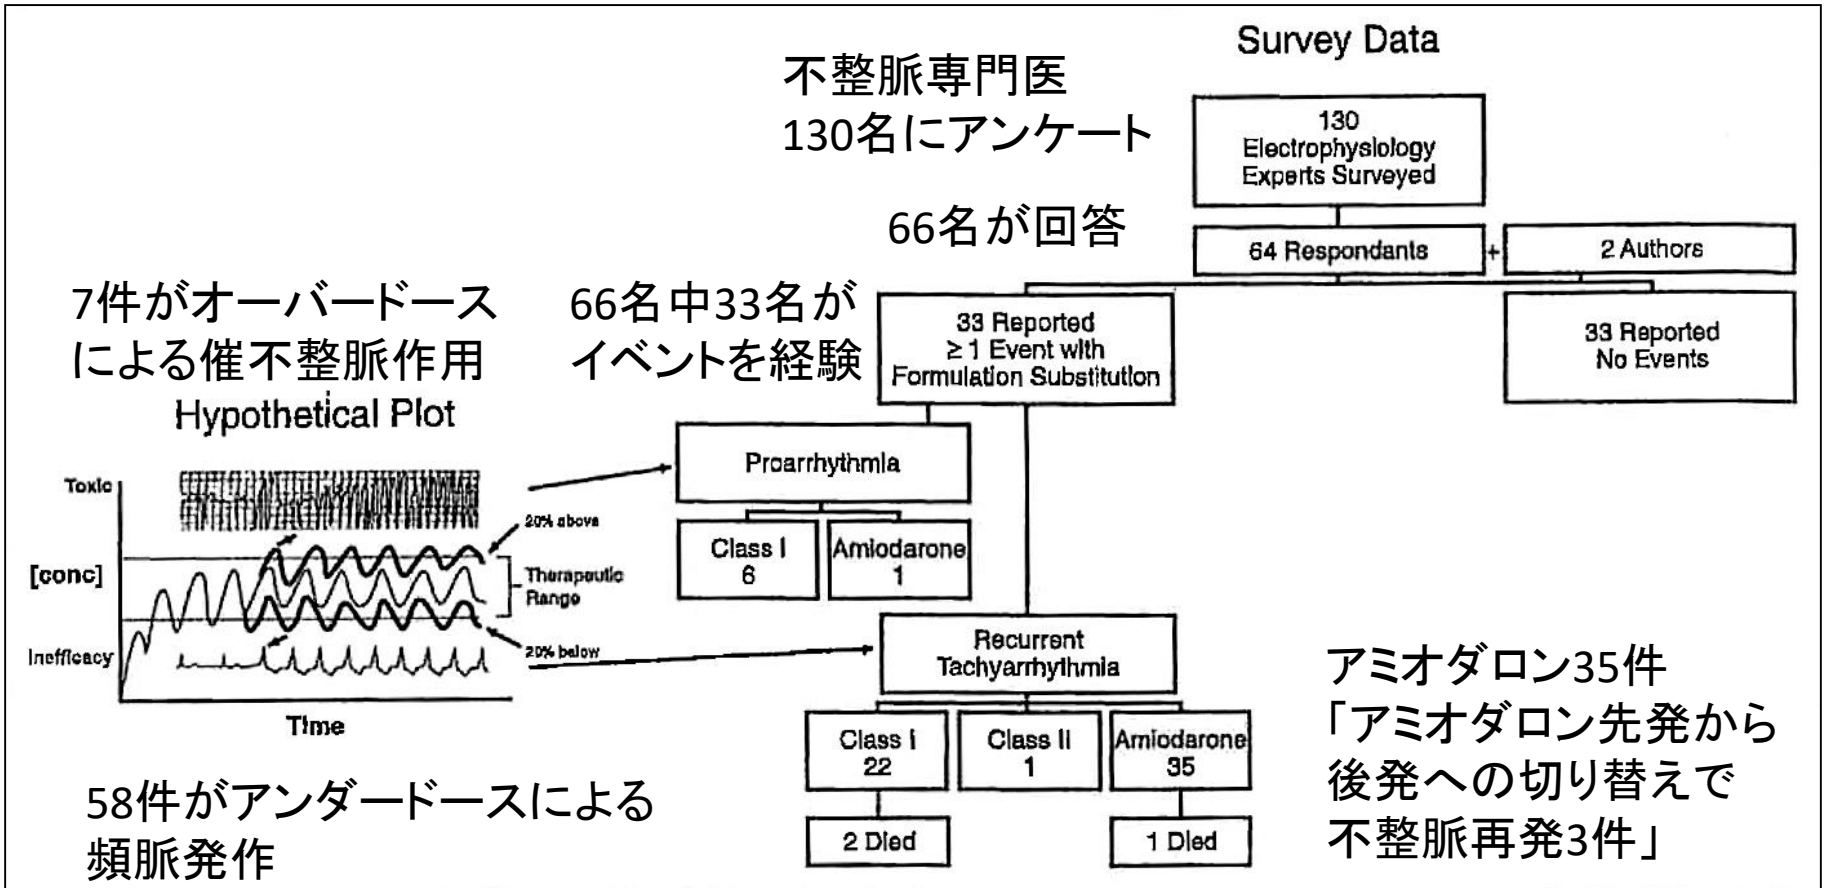 Survey Data
不整脈専門医
130名にアンケート
130
Electrophysiology
Experts Surveyed
66名が回答
64 Respondants
+
2 Authors
7件がオーバードース
による催不整脈作用
66名中33名が
イベントを経験
33 Reported
≥ 1 Event with
Formulation Substitution
33 Reported
No Events
Hypothetical Plot
Toxic
[conc]
Inefficacy
20% above
Therapeutic
Range
20% below
Time
Proarrhythmia
Class I
6
Amiodarone
1
Recurrent
Tachyarrhythmia
Class I
22
Class II
1
Amiodarone
35
2 Died
1 Died
アミオダロン35件
「アミオダロン先発から
後発への切り替えで
不整脈再発3件」
58件がアンダードースによる
頻脈発作